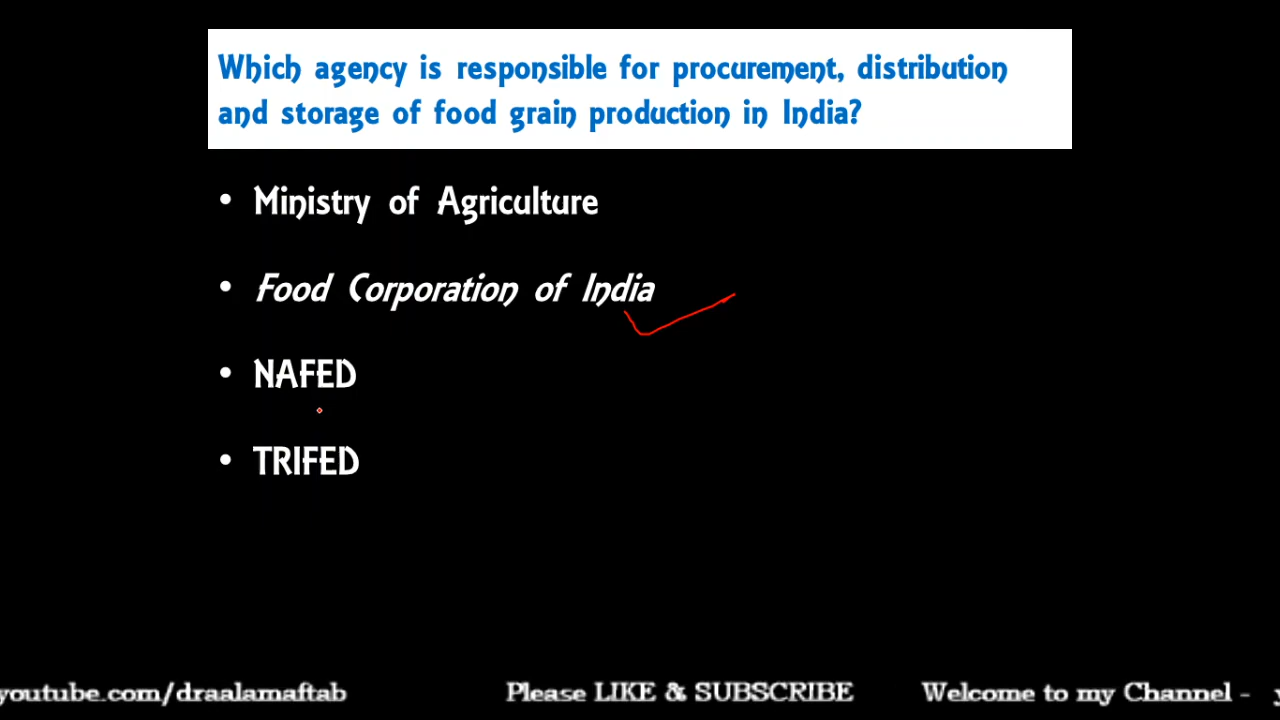 Which agency is responsible for procurement, distribution
and storage of food grain production in India?
• Ministry of Agriculture
• Food Corporation of India
• NAFED
• TRIFED
youtube.com/draalamaftab Please LIKE & SUBSCRIBE Welcome to my Channel - y